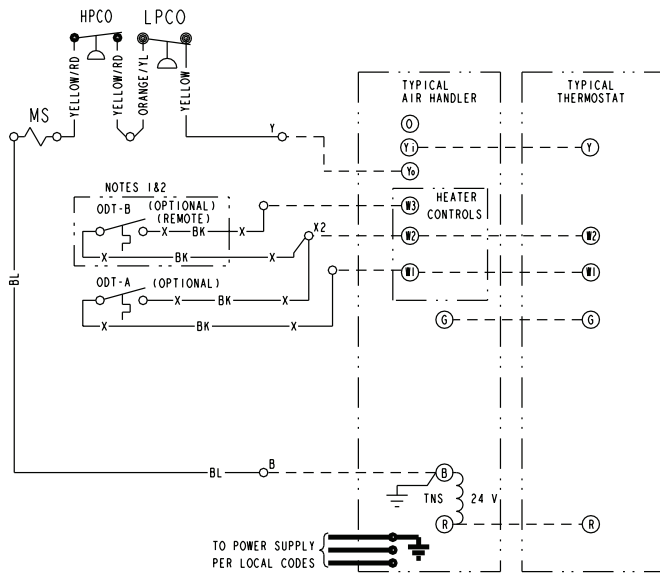 HPCO
LPCO
YELLOW/RD
YELLOW/RD
ORANGE/YL
YELLOW
MS
Y
TYPICAL
AIR HANDLER
TYPICAL
THERMOSTAT
O
Yi
Y
Yo
NOTES 1&2
ODT-B
(OPTIONAL)
(REMOTE)
X
BK
X
X
BK
X
X2
W3
HEATER
CONTROLS
W2
W2
ODT-A
(OPTIONAL)
X
BK
X
X
BK
X
W1
W1
G
G
BL
BL
B
B
TNS
24 V
R
R
TO POWER SUPPLY
PER LOCAL CODES